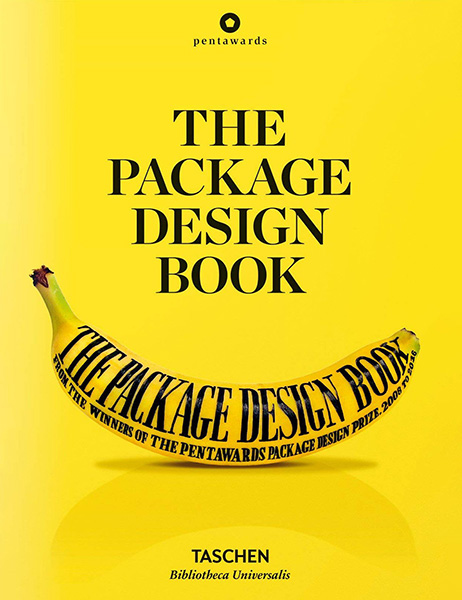 pentawards
THE
PACKAGE
DESIGN
BOOK
THE PACKAGE DESIGN BOOK
FROM THE WINNERS OF THE PENTAWARDS PACKAGE DESIGN PRIZE. 2008 TO 2016
TASCHEN
Bibliotheca Universalis